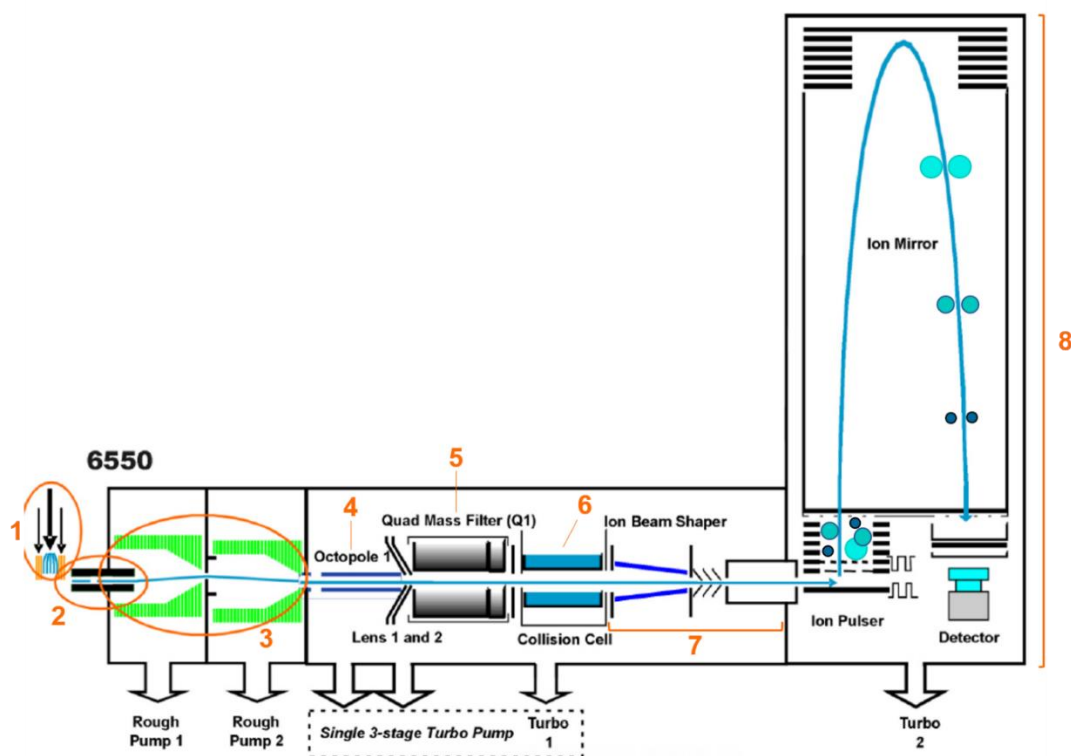 Ion Mirror
8
6550
5
1
4
6
Quad Mass Filter (Q1)
Ion Beam Shaper
Octopole 1
2
3
Lens 1 and 2
Collision Cell
7
Ion Pulser
Detector
Rough
Pump 1
Rough
Pump 2
Single 3-stage Turbo Pump
Turbo
1
Turbo
2